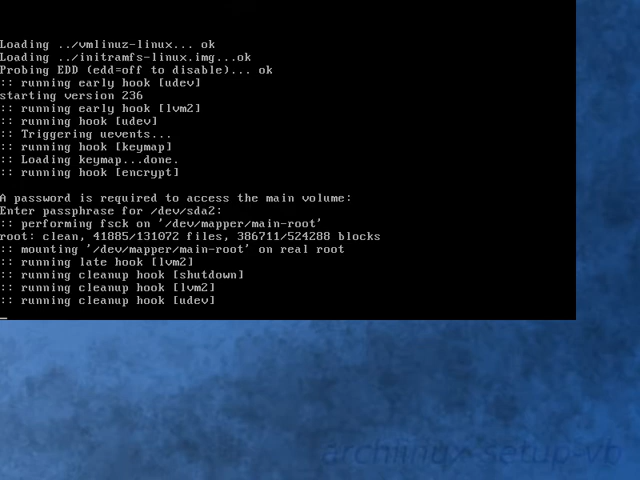 Loading ../vmlinuz-linux... ok
Loading ../initramfs-linux.img...ok
Probing EDD (edd=off to disable)... ok
:: running early hook [udev]
starting version 236
:: running early hook [lvm2]
:: running hook [udev]
:: Triggering uevents...
:: running hook [keymap]
:: Loading keymap...done.
:: running hook [encrypt]
A password is required to access the main volume:
Enter passphrase for /dev/sda2:
:: performing fsck on '/dev/mapper/main-root'
root: clean, 41885/131072 files, 386711/524288 blocks
:: mounting '/dev/mapper/main-root' on real root
:: running late hook [lvm2]
:: running cleanup hook [shutdown]
:: running cleanup hook [lvm2]
:: running cleanup hook [udev]
archlinux-setup-vb